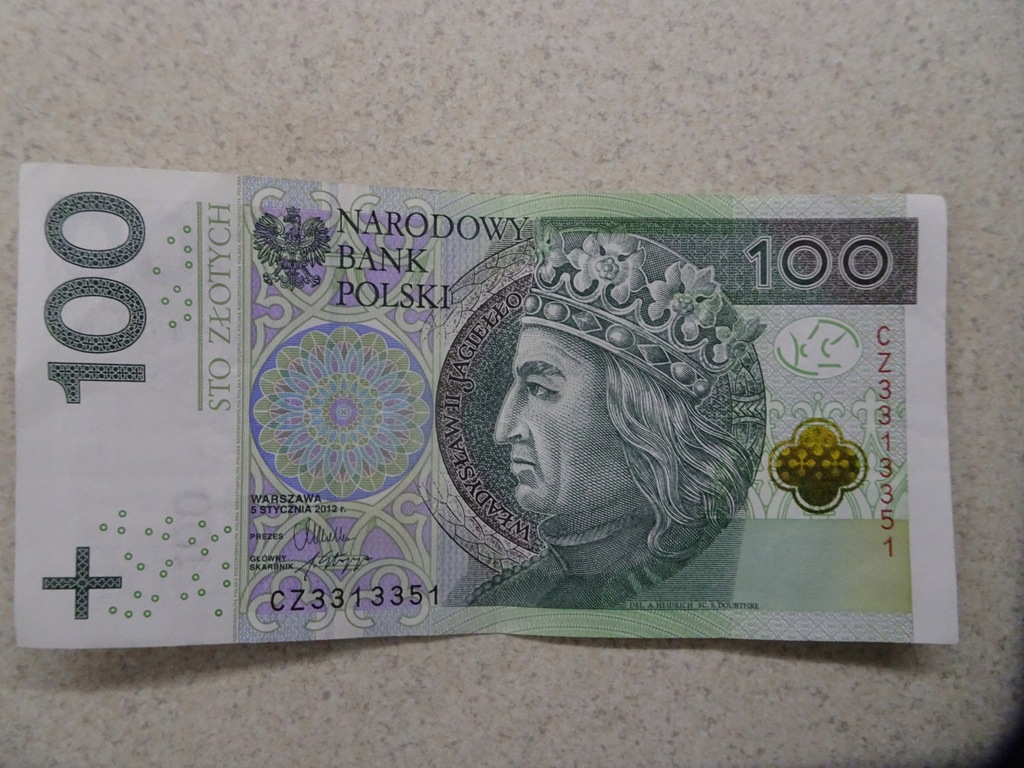 100
STO ZŁOTYCH
NARODOWY
BANK
POLSKI
100
WŁADYSŁAW II JAGIEŁŁO
CZ3313351
WARSZAWA
5 STYCZNIA 2012 r.
PREZES
GŁÓWNY
SKARBNIK
CZ3313351
DEL. A.HEIDRICH SC. S. DOUBTFIRE